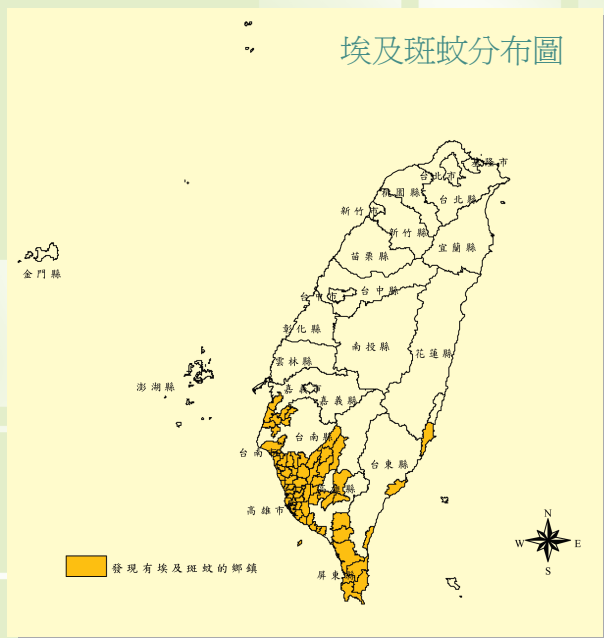 埃及斑蚊分布圖
基隆市
台北市
桃園縣
台北縣
新竹市
新竹縣
宜蘭縣
苗栗縣
金門縣
台中縣
台中市
彰化縣
南投縣
花蓮縣
雲林縣
澎湖縣
嘉義市
嘉義縣
台南縣
台南
台東縣
高雄縣
高雄市
屏東縣
發現有埃及斑蚊的鄉鎮
N
W
E
S